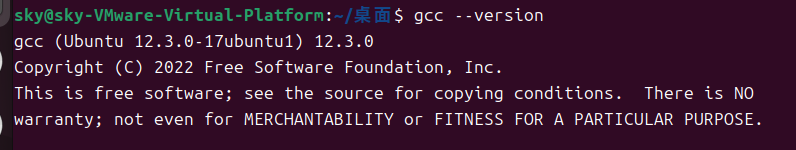 sky@sky-VMware-Virtual-Platform:~/桌面$ gcc --version
gcc (Ubuntu 12.3.0-17ubuntu1) 12.3.0
Copyright (C) 2022 Free Software Foundation, Inc.
This is free software; see the source for copying conditions.  There is NO
warranty; not even for MERCHANTABILITY or FITNESS FOR A PARTICULAR PURPOSE.